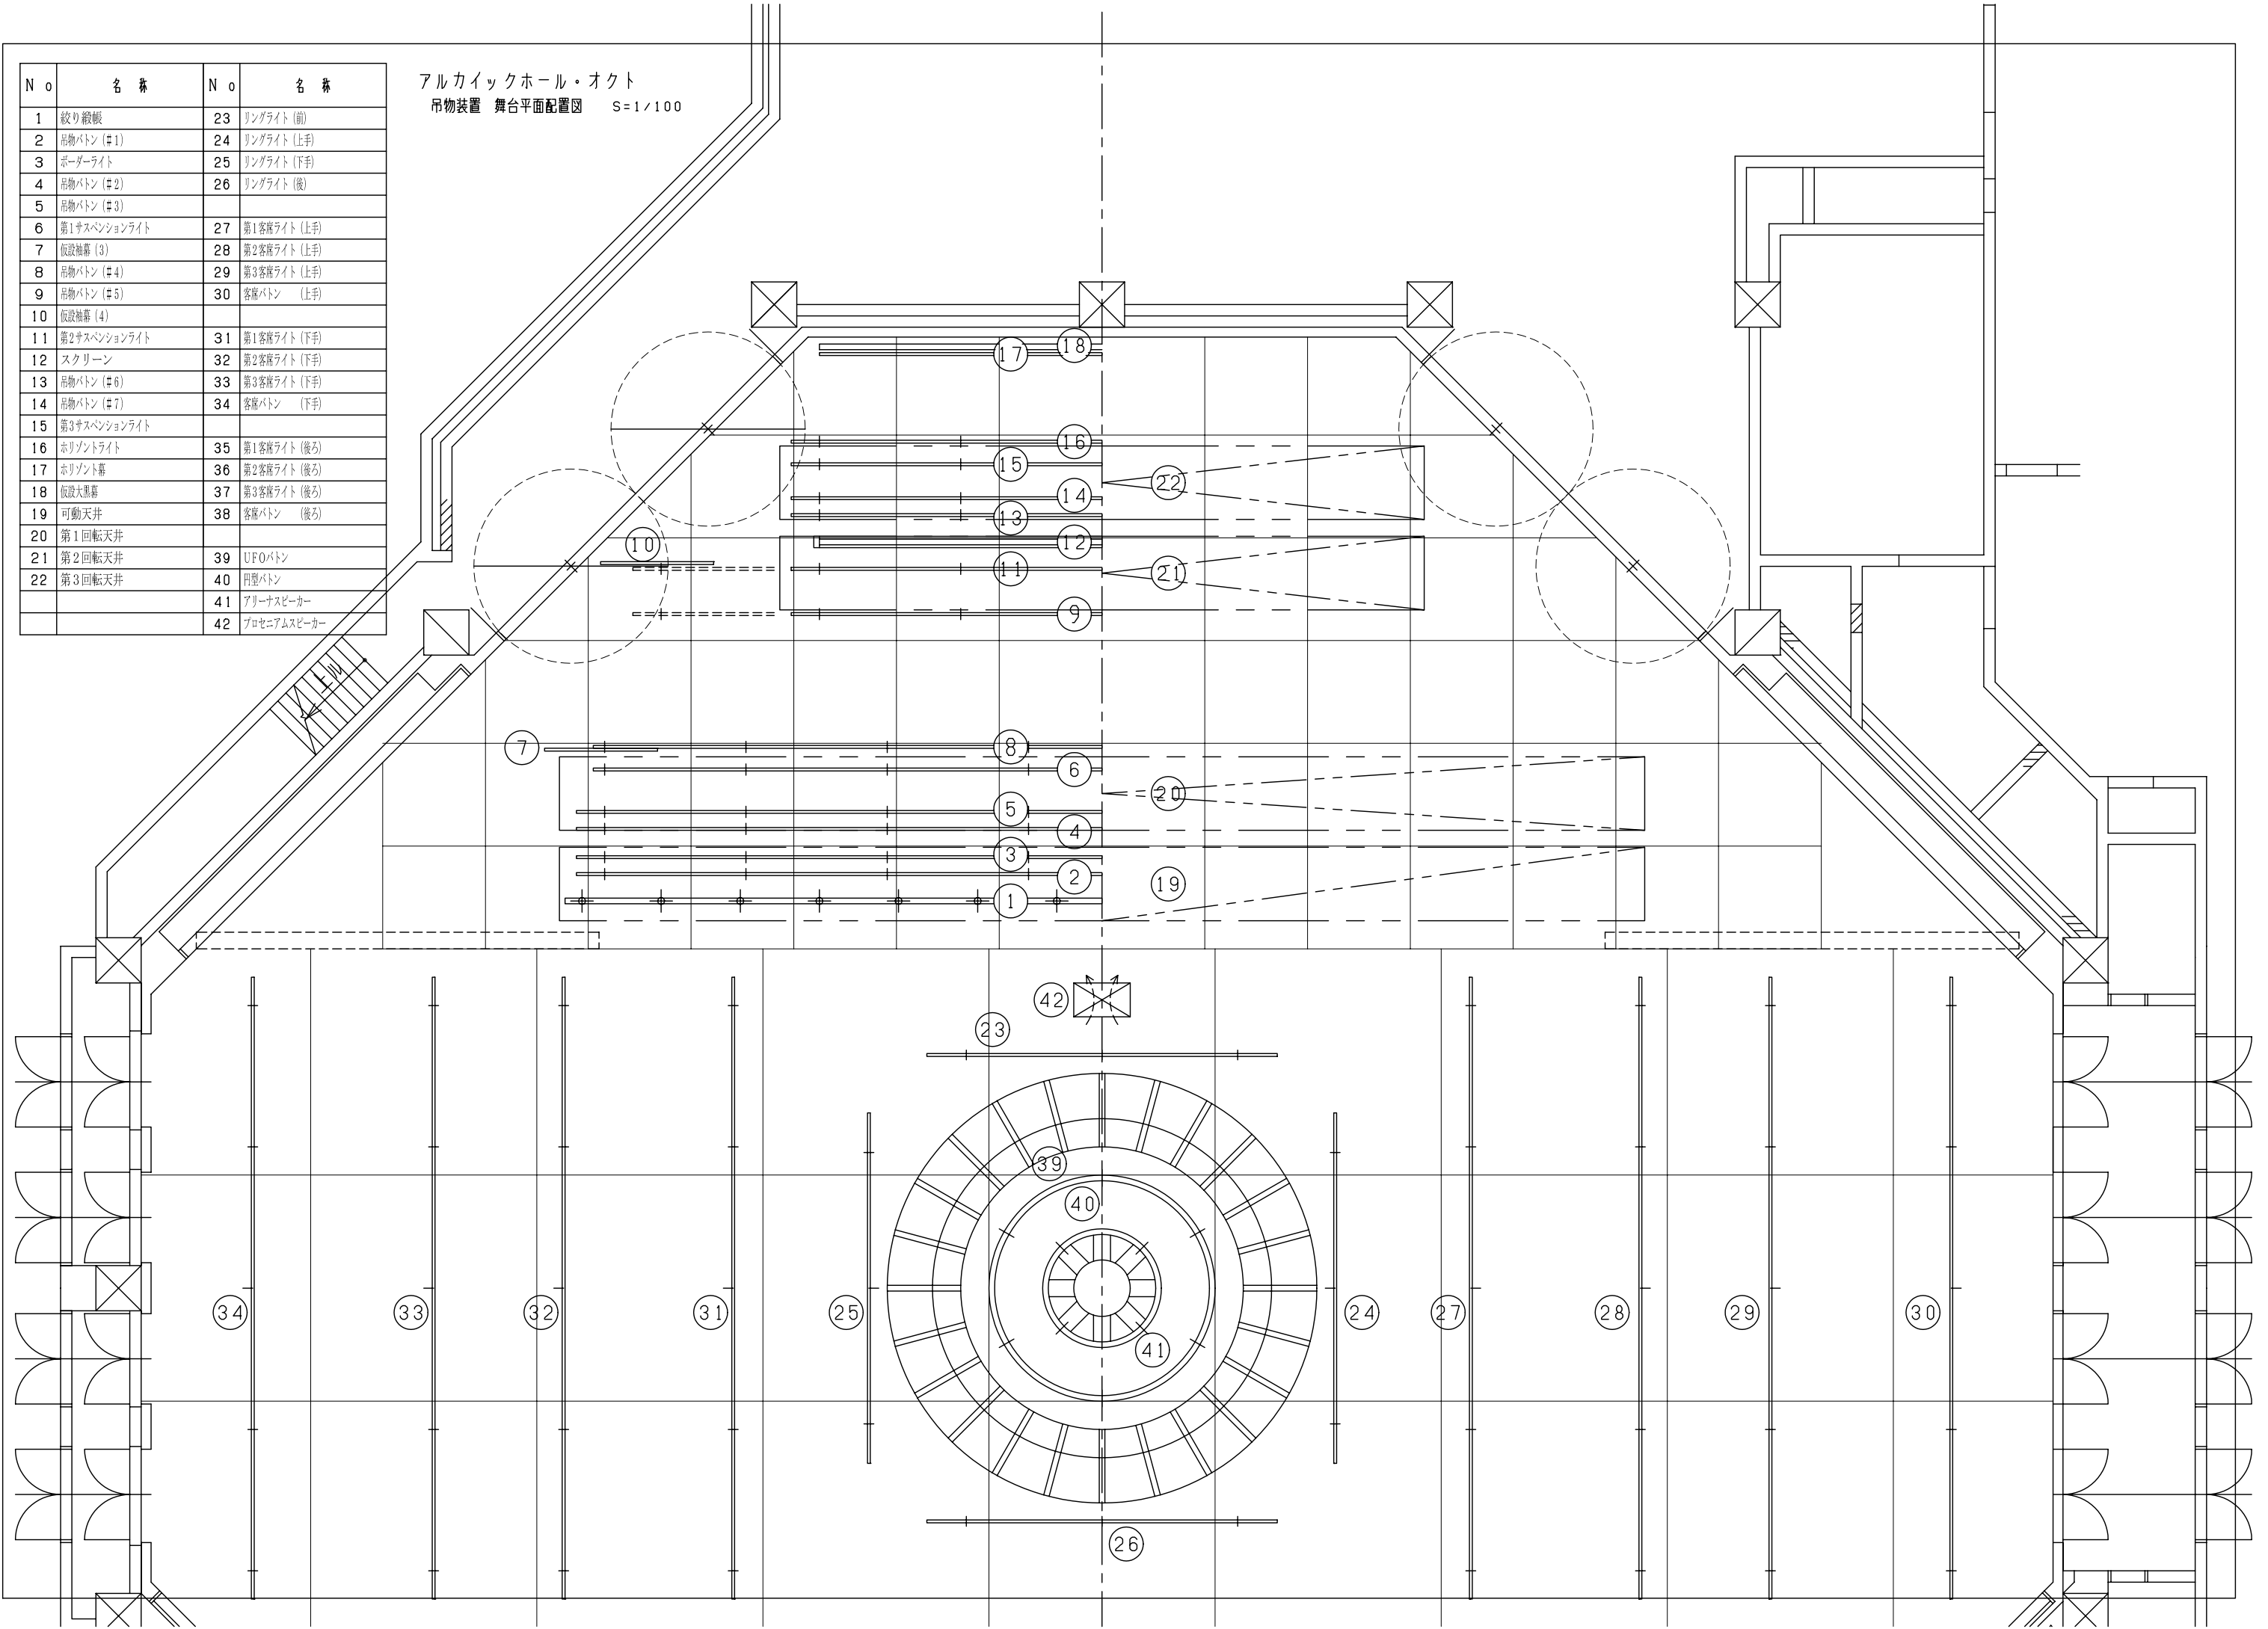 アルカイックホール・オクト
吊物装置 舞台平面配置図 S=1/100
No 名称 No 名称
1 絞り緞帳 23 リングライト(前)
2 吊物バトン(#1) 24 リングライト(上手)
3 ボーダーライト 25 リングライト(下手)
4 吊物バトン(#2) 26 リングライト(後)
5 吊物バトン(#3)
6 第1サスペンションライト 27 第1客席ライト(上手)
7 仮設袖幕(3) 28 第2客席ライト(上手)
8 吊物バトン(#4) 29 第3客席ライト(上手)
9 吊物バトン(#5) 30 客席バトン (上手)
10 仮設袖幕(4)
11 第2サスペンションライト 31 第1客席ライト(下手)
12 スクリーン 32 第2客席ライト(下手)
13 吊物バトン(#6) 33 第3客席ライト(下手)
14 吊物バトン(#7) 34 客席バトン (下手)
15 第3サスペンションライト
16 ホリゾントライト 35 第1客席ライト(後ろ)
17 ホリゾント幕 36 第2客席ライト(後ろ)
18 仮設大黒幕 37 第3客席ライト(後ろ)
19 可動天井 38 客席バトン (後ろ)
20 第1回転天井
21 第2回転天井 39 UFOバトン
22 第3回転天井 40 円型バトン
41 アリーナスピーカー
42 プロセニアムスピーカー
18
17
16
15
22
14
13
10
12
11
21
9
7
8
6
20
5
4
3
2
19
1
42
23
39
40
34
33
32
31
25
24
27
28
29
30
41
26